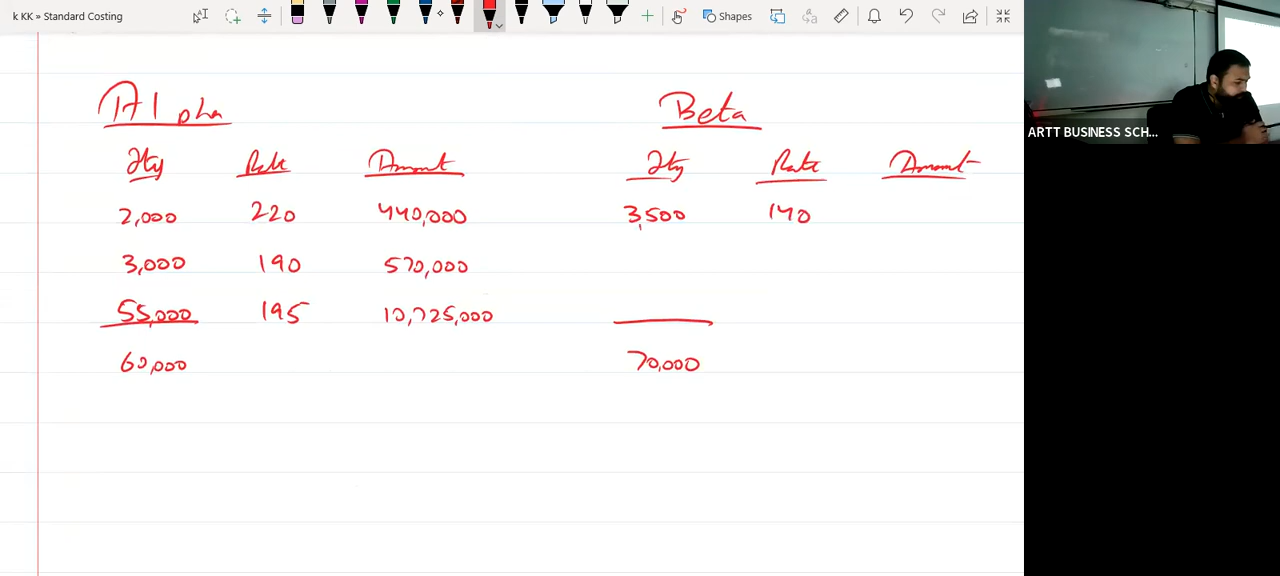 k KK » Standard Costing
Shapes
Alpha
Beta
Qty Rate Amount
Qty Rate Amount
2,000 220 440,000
3,500 140
3,000 190 570,000
55,000 195 10,725,000
60,000
70,000
ARTT BUSINESS SCH...